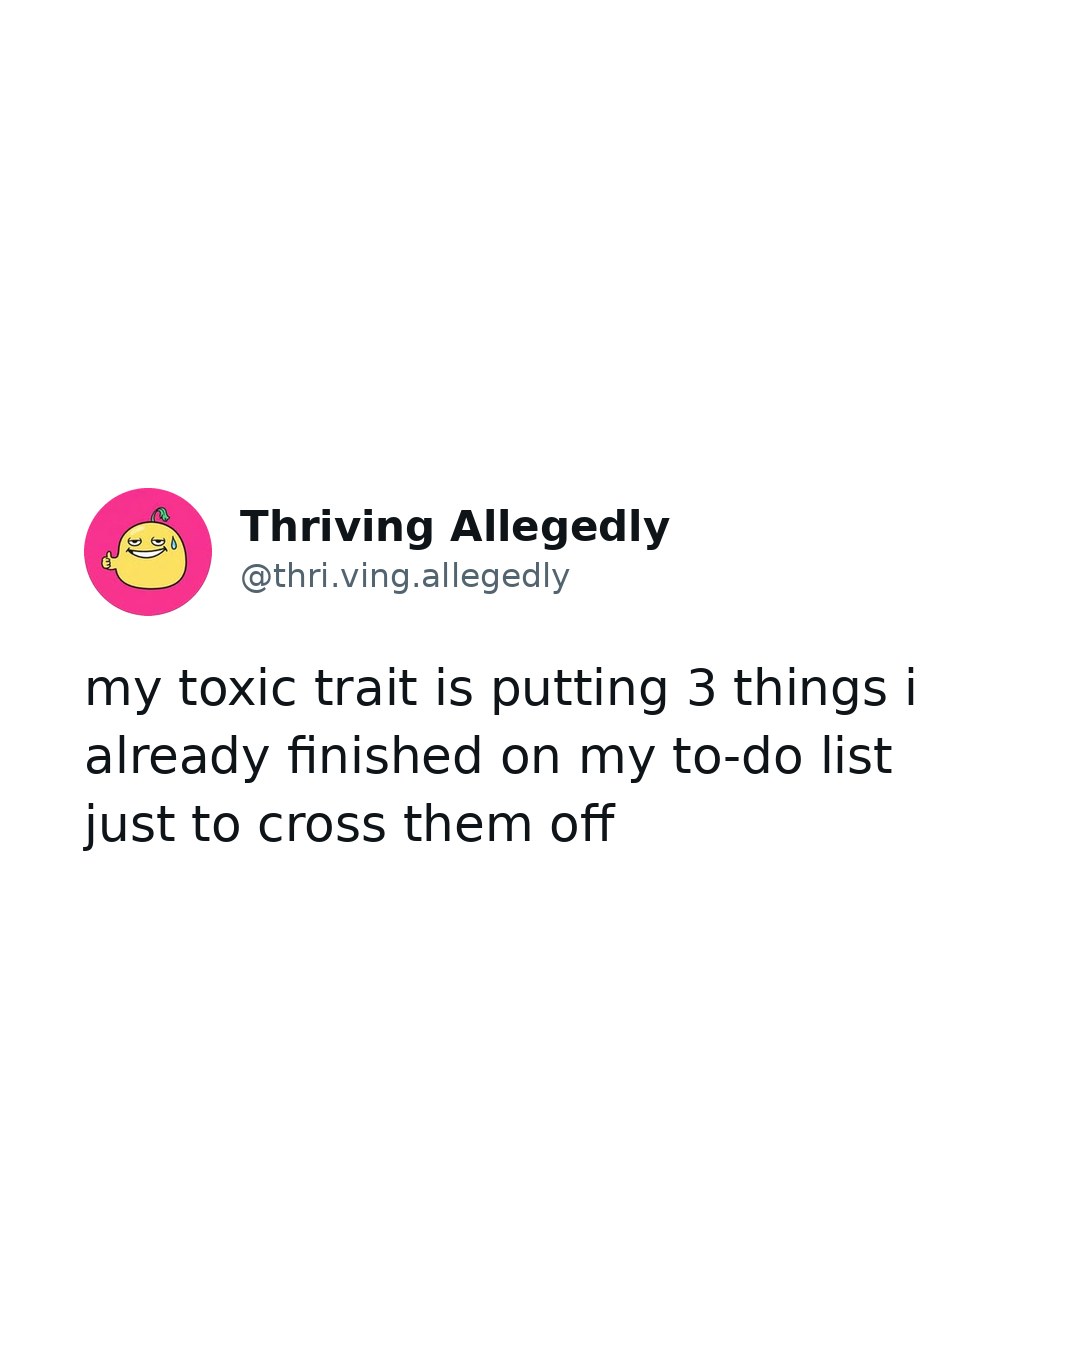 Thriving Allegedly
@thri.ving.allegedly
my toxic trait is putting 3 things i
already finished on my to-do list
just to cross them off